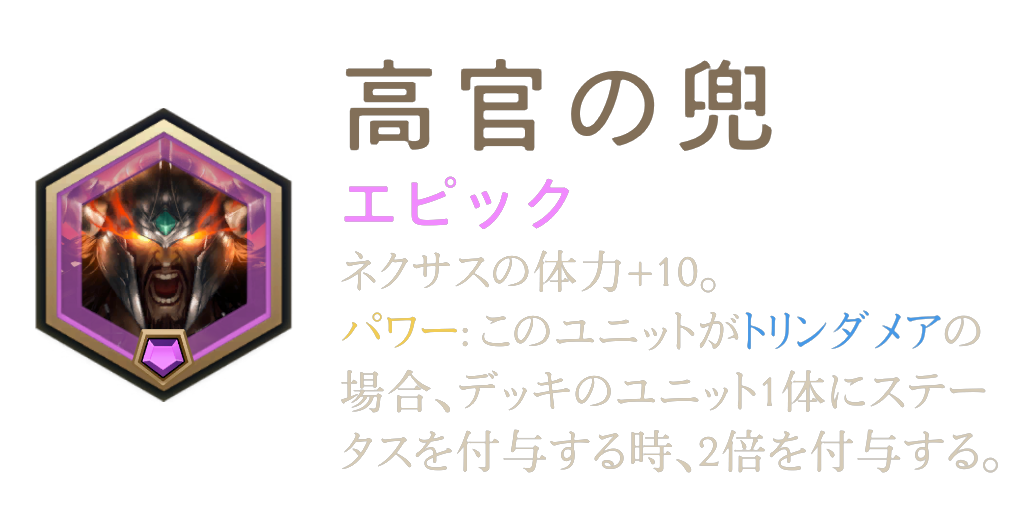 高官の兜
エピック
ネクサスの体力+10。
パワー:このユニットがトリンダメアの
場合、デッキのユニット1体にステー
タスを付与する時、2倍を付与する。